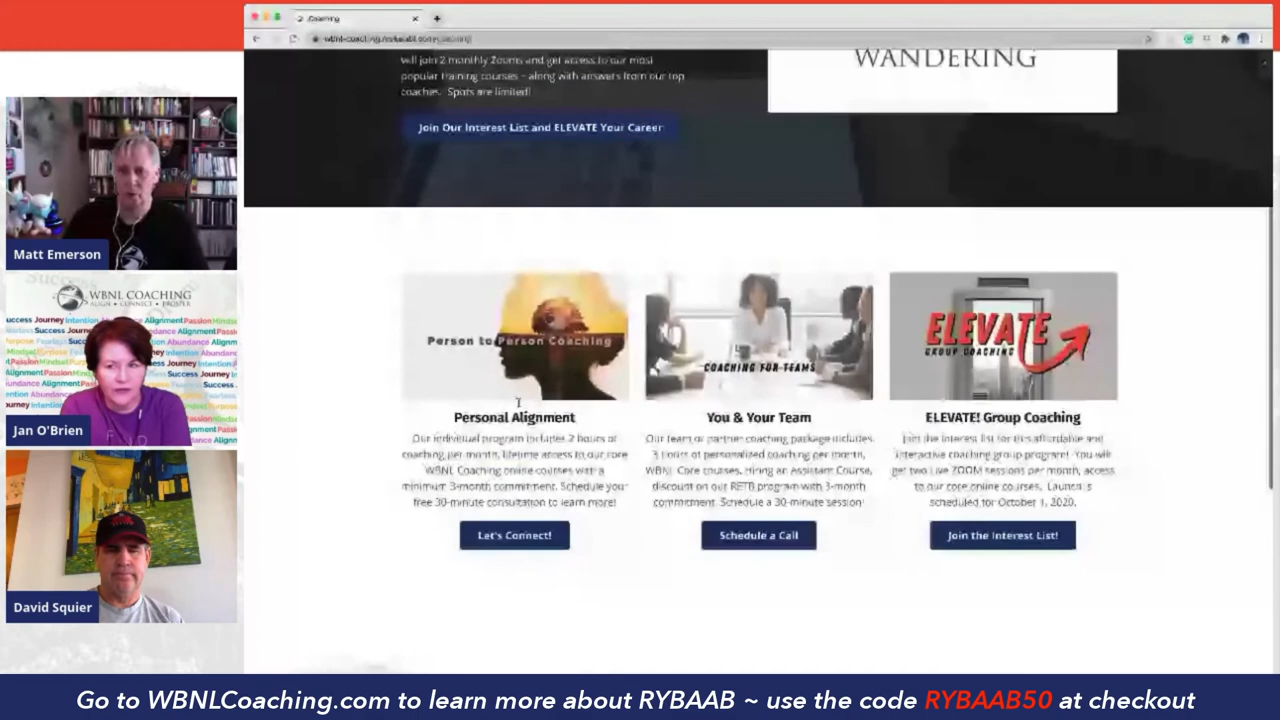 Coaching
will join 2 monthly Zooms and get access to our most
popular training courses - along with answers from our top
coaches. Spots are limited!
Join Our Interest List and ELEVATE Your Career
WANDERING
Matt Emerson
WBNL COACHING
ALIGN • CONNECT • PROSPER
Jan O'Brien
David Squier
Person to Person Coaching
COACHING FOR TEAMS
ELEVATE
GROUP COACHING
Personal Alignment
Our individual program includes 2 hours of
coaching per month, lifetime access to our core
WBNL Coaching online courses with a
minimum 3-month commitment. Schedule your
free 30-minute consultation to learn more!
Let's Connect!
You & Your Team
Our team or partner coaching package includes
3 hours of personalized coaching per month,
WBNL Core courses, Hiring an Assistant Course,
discount on our RETB program with 3-month
commitment. Schedule a 30-minute session!
Schedule a Call
ELEVATE! Group Coaching
Join the interest list for this affordable and
interactive coaching group program! You will
get two Live ZOOM sessions per month, access
to our core online courses. Launch is
scheduled for October 1, 2020.
Join the Interest List!
Go to WBNLCoaching.com to learn more about RYBAAB ~ use the code RYBAAB50 at checkout